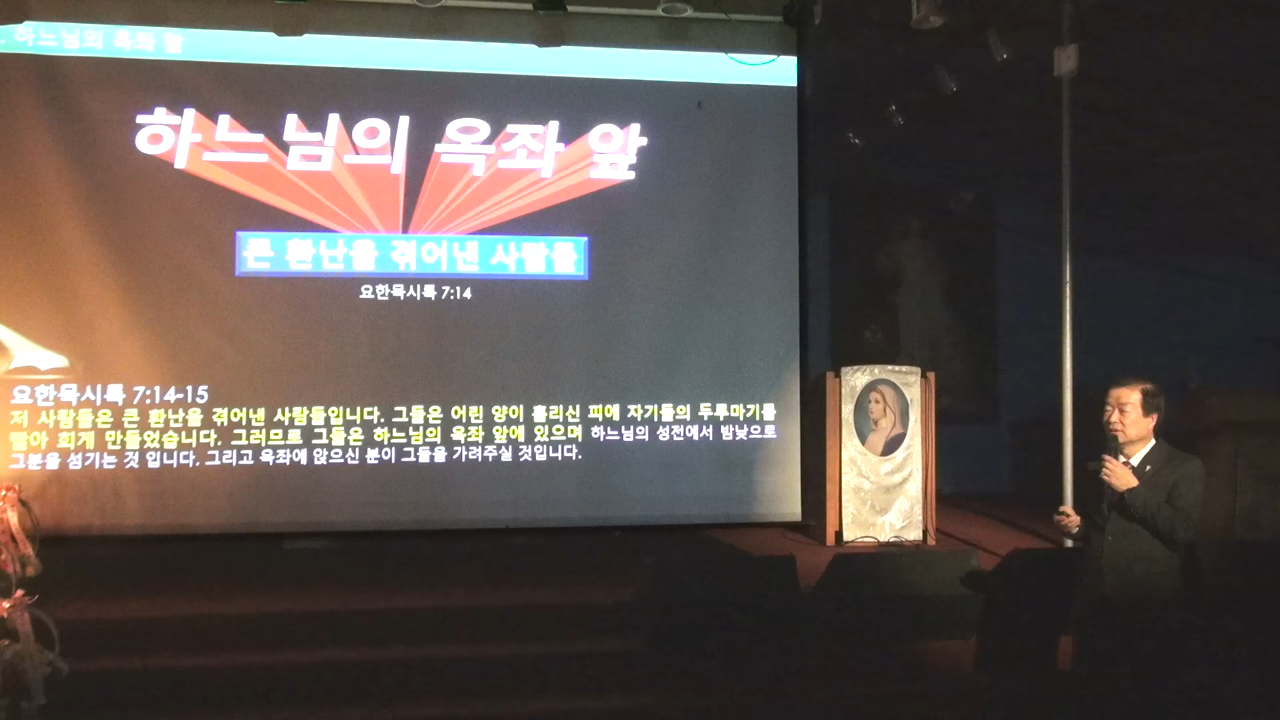 . 하느님의 옥좌 앞
하느님의 옥좌 앞
큰 환난을 겪어낸 사람들
요한묵시록 7:14
요한묵시록 7:14-15
저 사람들은 큰 환난을 겪어낸 사람들입니다. 그들은 어린 양이 흘리신 피에 자기들의 두루마기를
빨아 희게 만들었습니다. 그러므로 그들은 하느님의 옥좌 앞에 있으며 하느님의 성전에서 밤낮으로
그분을 섬기는 것 입니다. 그리고 옥좌에 앉으신 분이 그들을 가려주실 것입니다.